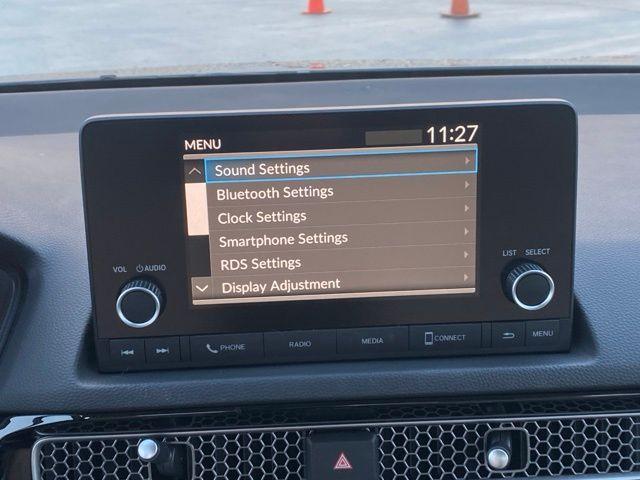 MENU 11:27
Sound Settings
Bluetooth Settings
Clock Settings
Smartphone Settings
RDS Settings
Display Adjustment
VOL AUDIO
LIST SELECT
PHONE RADIO MEDIA CONNECT MENU